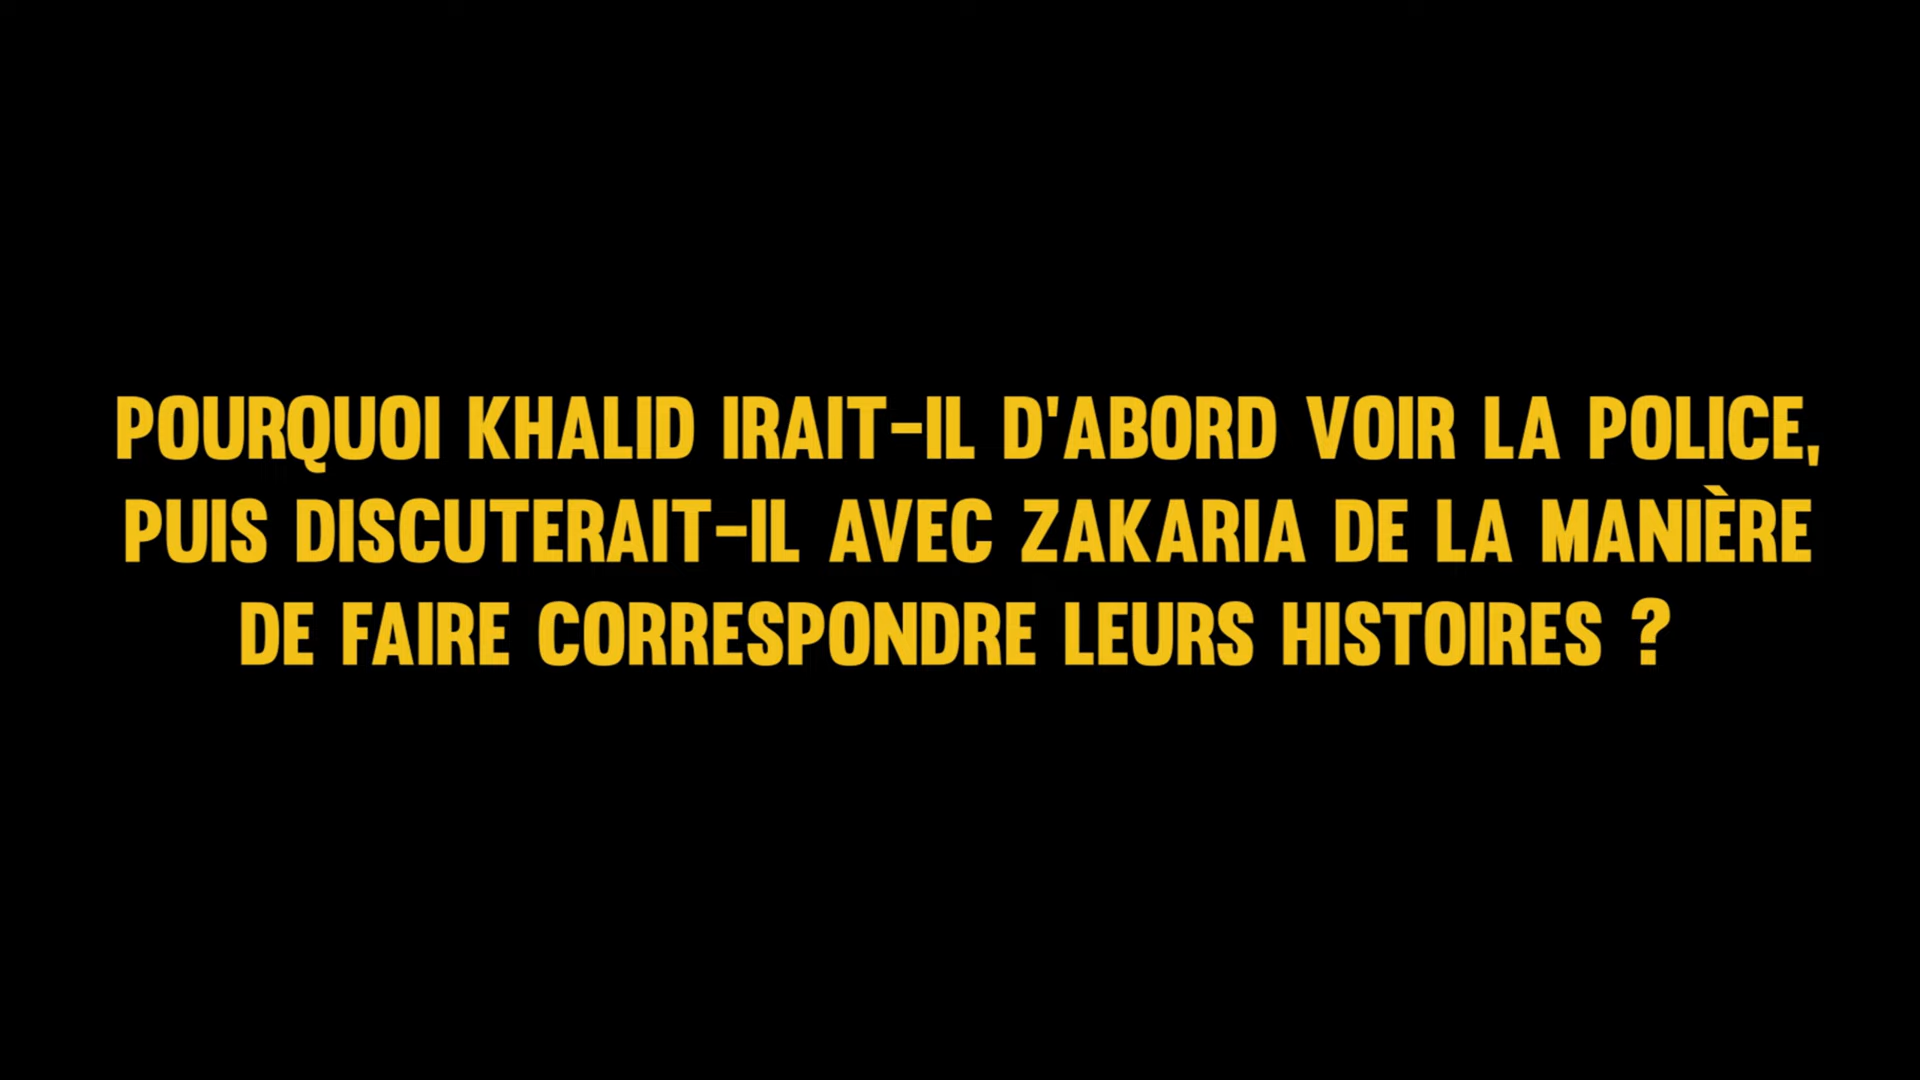 POURQUOI KHALID IRAIT-IL D'ABORD VOIR LA POLICE,
PUIS DISCUTERAIT-IL AVEC ZAKARIA DE LA MANIÈRE
DE FAIRE CORRESPONDRE LEURS HISTOIRES ?